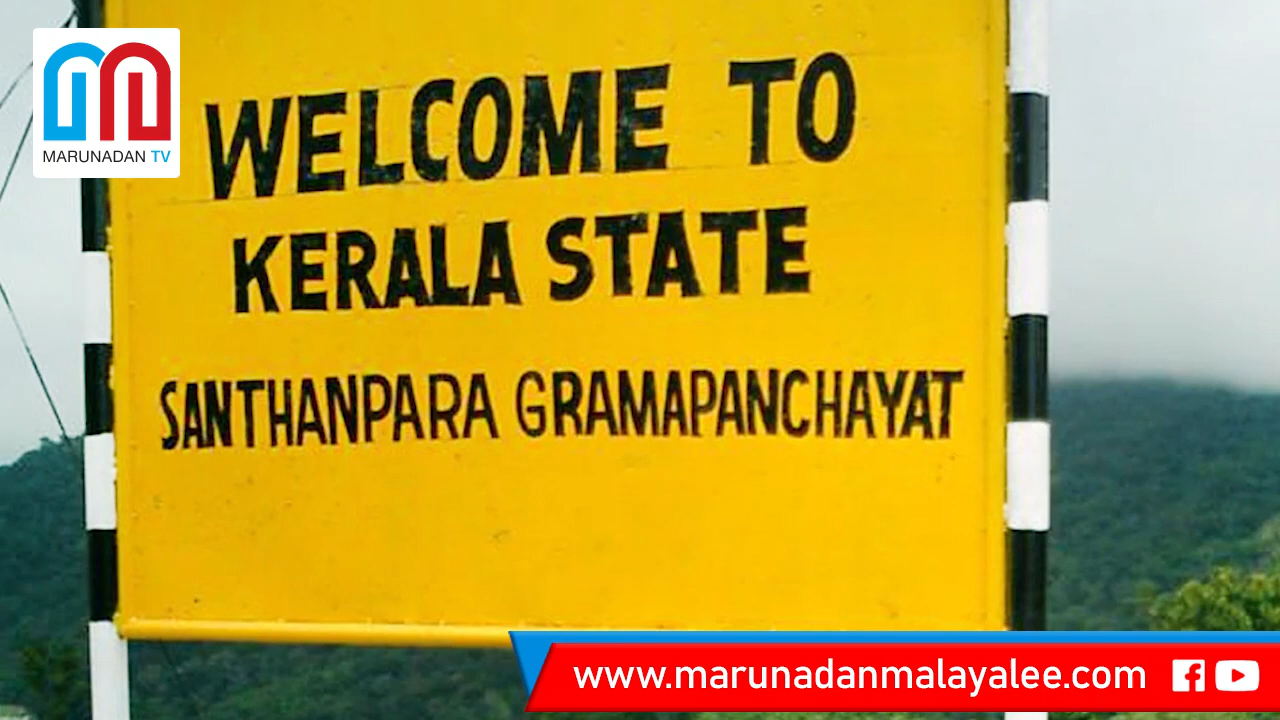 MARUNADAN TV
WELCOME TO
KERALA STATE
SANTHANPARA GRAMAPANCHAYAT
www.marunadanmalayalee.com